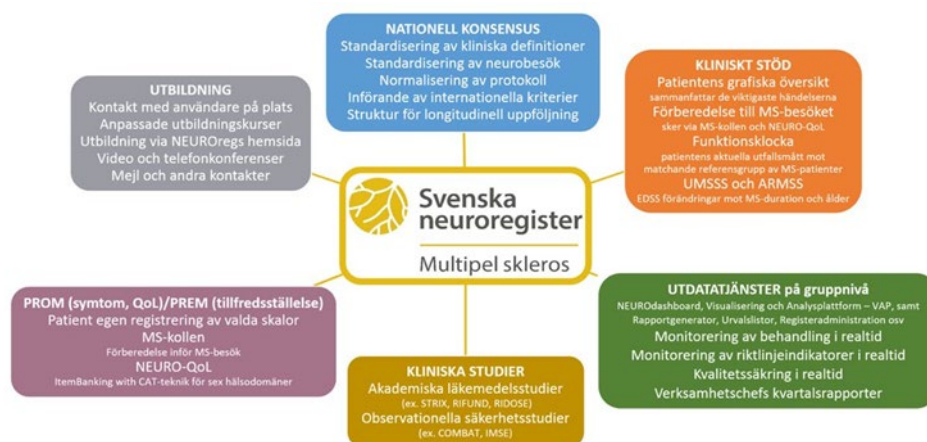 NATIONELL KONSENSUS
Standardisering av kliniska definitioner
Standardisering av neurobesök
Normalisering av protokoll
Införande av internationella kriterier
Struktur för longitudinell uppföljning
UTBILDNING
Kontakt med användare på plats
Anpassade utbildningskurser
Utbildning via NEUROregs hemsida
Video och telefonkonferenser
Mejl och andra kontakter
KLINISKT STÖD
Patientens grafiska översikt
sammanfattar de viktigaste händelserna
Förberedelse till MS-besöket
sker via MS-kollen och NEURO-QoL
Funktionsklocka
patientens aktuella utfallsmått mot
matchande referensgrupp av MS-patienter
UMSSS och ARMSS
EDSS förändringar mot MS-duration och ålder
Svenska
neuroregister
Multipel skleros
PROM (symtom, QoL)/PREM (tillfredsställelse)
Patient egen registrering av valda skalor
MS-kollen
Förberedelse inför MS-besök
NEURO-QoL
ItemBanking with CAT-teknik för sex hälsodomäner
KLINISKA STUDIER
Akademiska läkemedelsstudier
(ex. STRIX, RIFUND, RIDOSE)
Observationella säkerhetsstudier
(ex. COMBAT, IMSE)
UTDATATJÄNSTER på gruppnivå
NEUROdashboard, Visualisering och Analysplattform – VAP, samt
Rapportgenerator, Urvalslistor, Registeradministration osv
Monitorering av behandling i realtid
Monitorering av riktlinjeindikatorer i realtid
Kvalitetssäkring i realtid
Verksamhetschefs kvartalsrapporter